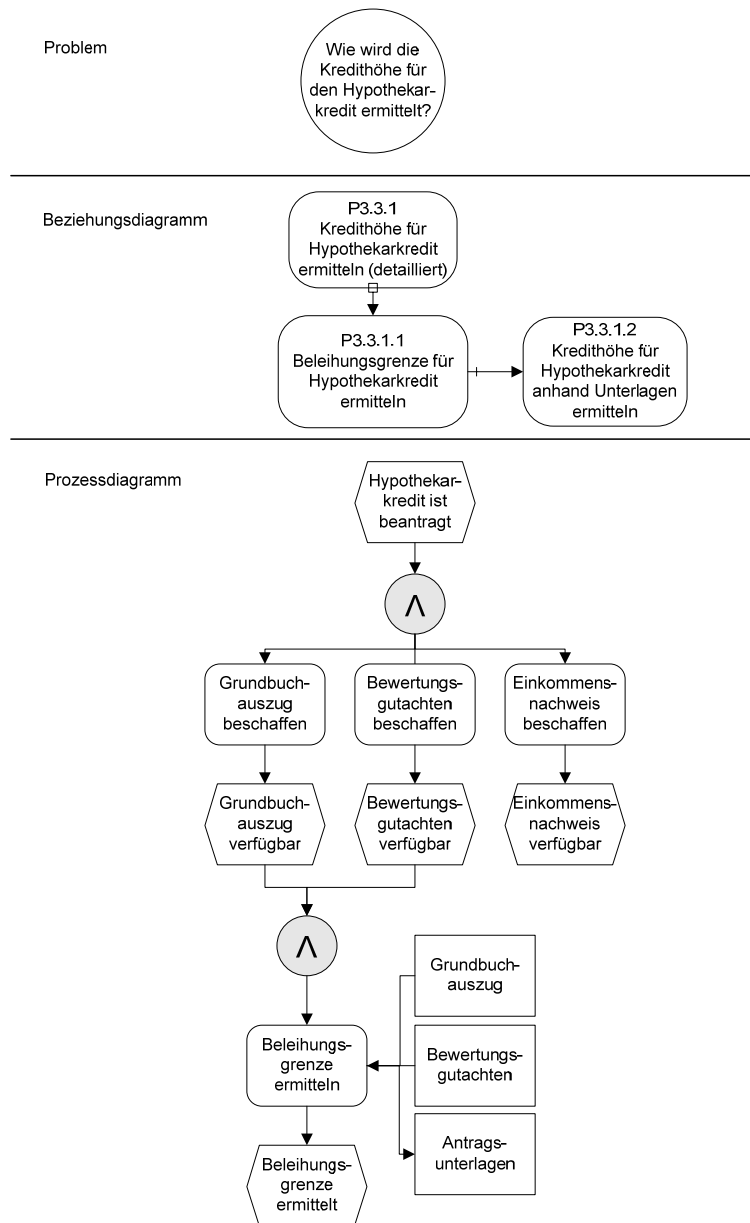 Problem
Wie wird die
Kredithöhe für
den Hypothekar-
kredit ermittelt?
Beziehungsdiagramm
P3.3.1
Kredithöhe für
Hypothekarkredit
ermitteln (detailliert)
P3.3.1.1
Beleihungsgrenze für
Hypothekarkredit
ermitteln
P3.3.1.2
Kredithöhe für
Hypothekarkredit
anhand Unterlagen
ermitteln
Prozessdiagramm
Hypothekar-
kredit ist
beantragt
Λ
Grundbuch-
auszug
beschaffen
Bewertungs-
gutachten
beschaffen
Einkommens-
nachweis
beschaffen
Grundbuch-
auszug
verfügbar
Bewertungs-
gutachten
verfügbar
Einkommens-
nachweis
verfügbar
Λ
Grundbuch-
auszug
Beleihungs-
grenze
ermitteln
Bewertungs-
gutachten
Antrags-
unterlagen
Beleihungs-
grenze
ermittelt